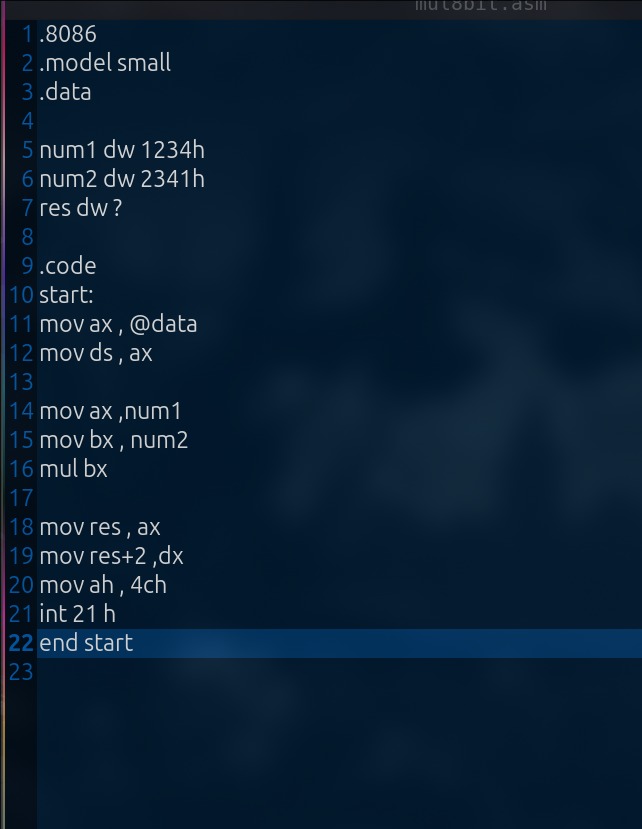 mul8bit.asm
1 .8086
2 .model small
3 .data
4
5 num1 dw 1234h
6 num2 dw 2341h
7 res dw ?
8
9 .code
10 start:
11 mov ax , @data
12 mov ds , ax
13
14 mov ax ,num1
15 mov bx , num2
16 mul bx
17
18 mov res , ax
19 mov res+2 ,dx
20 mov ah , 4ch
21 int 21 h
22 end start
23